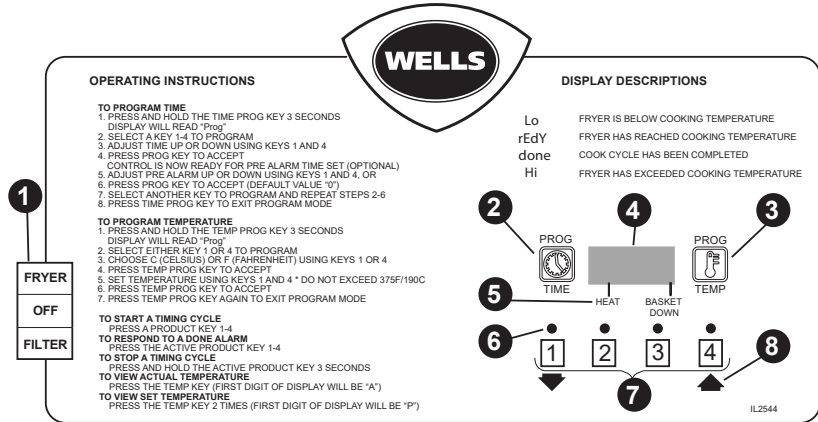 WELLS
OPERATING INSTRUCTIONS
TO PROGRAM TIME
1. PRESS AND HOLD THE TIME PROG KEY 3 SECONDS
DISPLAY WILL READ "Prog"
2. SELECT A KEY 1-4 TO PROGRAM
3. ADJUST TIME UP OR DOWN USING KEYS 1 AND 4
4. PRESS PROG KEY TO ACCEPT
CONTROL IS NOW READY FOR PRE ALARM TIME SET (OPTIONAL)
5. ADJUST PRE ALARM UP OR DOWN USING KEYS 1 AND 4, OR
6. PRESS PROG KEY TO ACCEPT (DEFAULT VALUE "0")
7. SELECT ANOTHER KEY TO PROGRAM AND REPEAT STEPS 2-6
8. PRESS TIME PROG KEY TO EXIT PROGRAM MODE
TO PROGRAM TEMPERATURE
1. PRESS AND HOLD THE TEMP PROG KEY 3 SECONDS
DISPLAY WILL READ "Prog"
2. SELECT EITHER KEY 1 OR 4 TO PROGRAM
3. CHOOSE C (CELSIUS) OR F (FAHRENHEIT) USING KEYS 1 OR 4
4. PRESS TEMP PROG KEY TO ACCEPT
5. SET TEMPERATURE USING KEYS 1 AND 4 * DO NOT EXCEED 375F/190C
6. PRESS TEMP PROG KEY TO ACCEPT
7. PRESS TEMP PROG KEY AGAIN TO EXIT PROGRAM MODE
TO START A TIMING CYCLE
PRESS A PRODUCT KEY 1-4
TO RESPOND TO A DONE ALARM
PRESS THE ACTIVE PRODUCT KEY 1-4
TO STOP A TIMING CYCLE
PRESS AND HOLD THE ACTIVE PRODUCT KEY 3 SECONDS
TO VIEW ACTUAL TEMPERATURE
PRESS THE TEMP KEY (FIRST DIGIT OF DISPLAY WILL BE "A")
TO VIEW SET TEMPERATURE
PRESS THE TEMP KEY 2 TIMES (FIRST DIGIT OF DISPLAY WILL BE "P")
1
FRYER
OFF
FILTER
DISPLAY DESCRIPTIONS
Lo FRYER IS BELOW COOKING TEMPERATURE
rEdY FRYER HAS REACHED COOKING TEMPERATURE
done COOK CYCLE HAS BEEN COMPLETED
Hi FRYER HAS EXCEEDED COOKING TEMPERATURE
2 4 3
PROG PROG
TIME TEMP
5 HEAT BASKET
DOWN
6
1 2 3 4
8
7
IL2544